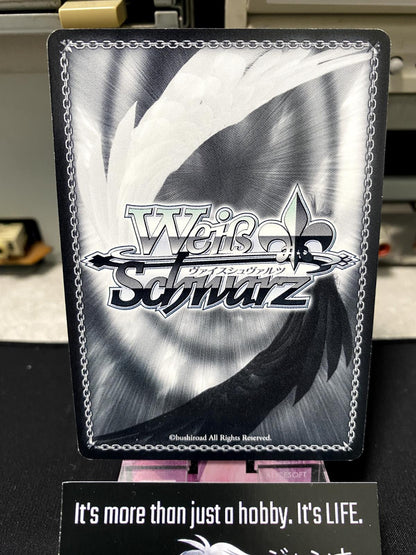 Weiß
ヴァイスシュヴァルツ
Schwarz
©bushiroad All Rights Reserved.
It's more than just a hobby. It's LIFE.